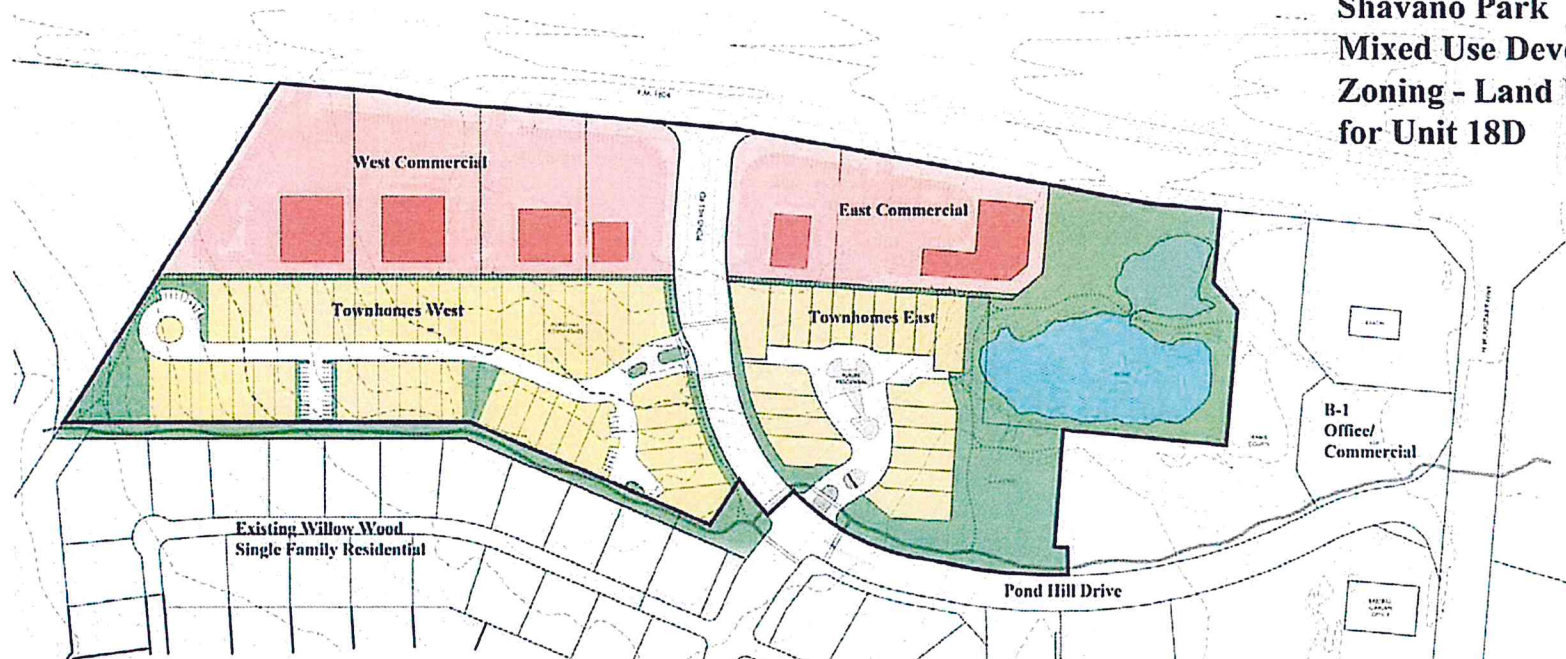 Shavano Park
Mixed Use Deve
Zoning - Land
for Unit 18D
West Commercial
East Commercial
Townhomes West
Townhomes East
B-1
Office/
Commercial
Existing Willow Wood
Single Family Residential
Pond Hill Drive